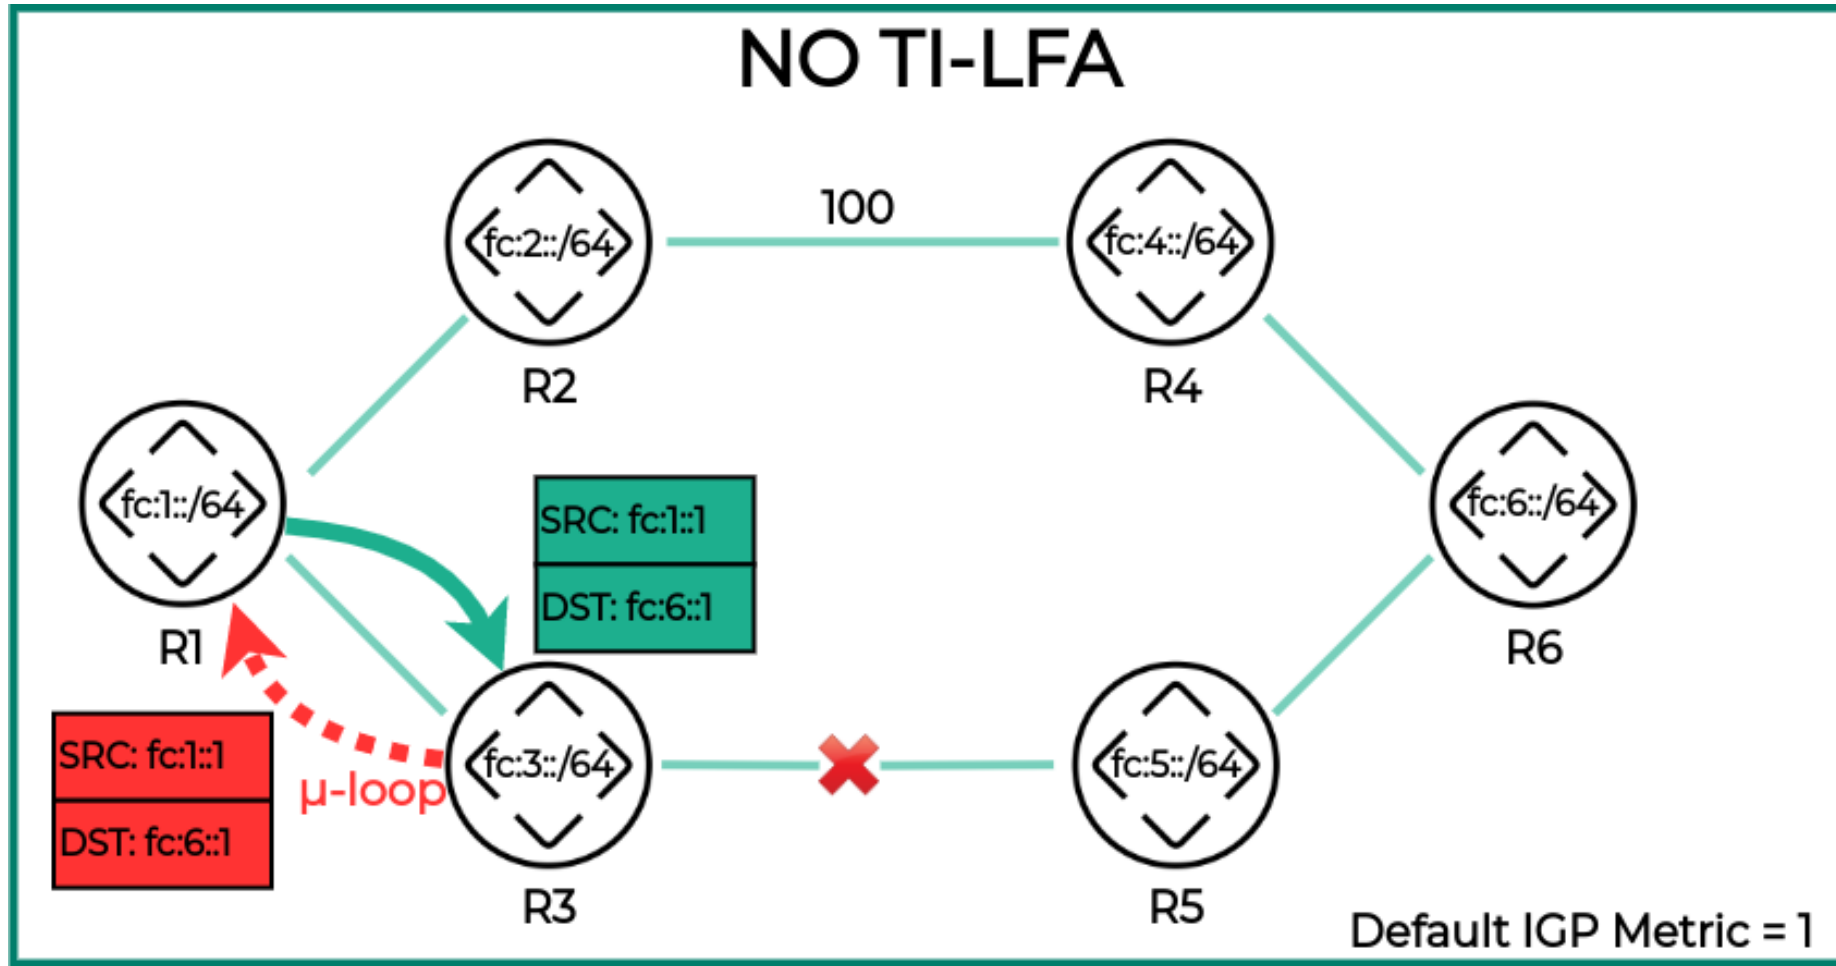 NO TI-LFA
100
fc:2::/64
fc:4::/64
R2
R4
fc:1::/64
fc:6::/64
SRC: fc:1::1
DST: fc:6::1
R1
R6
SRC: fc:1::1
DST: fc:6::1
μ-loop
fc:3::/64
fc:5::/64
R3
R5
Default IGP Metric = 1